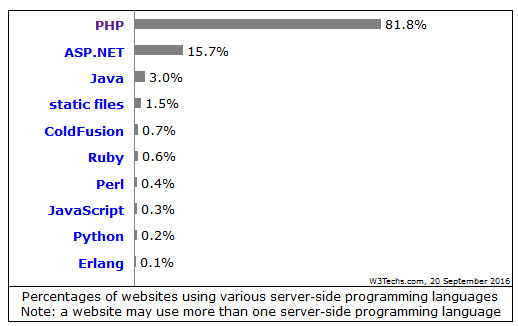 PHP 81.8%
ASP.NET 15.7%
Java 3.0%
static files 1.5%
ColdFusion 0.7%
Ruby 0.6%
Perl 0.4%
JavaScript 0.3%
Python 0.2%
Erlang 0.1%
W3Techs.com, 20 September 2016
Percentages of websites using various server-side programming languages
Note: a website may use more than one server-side programming language